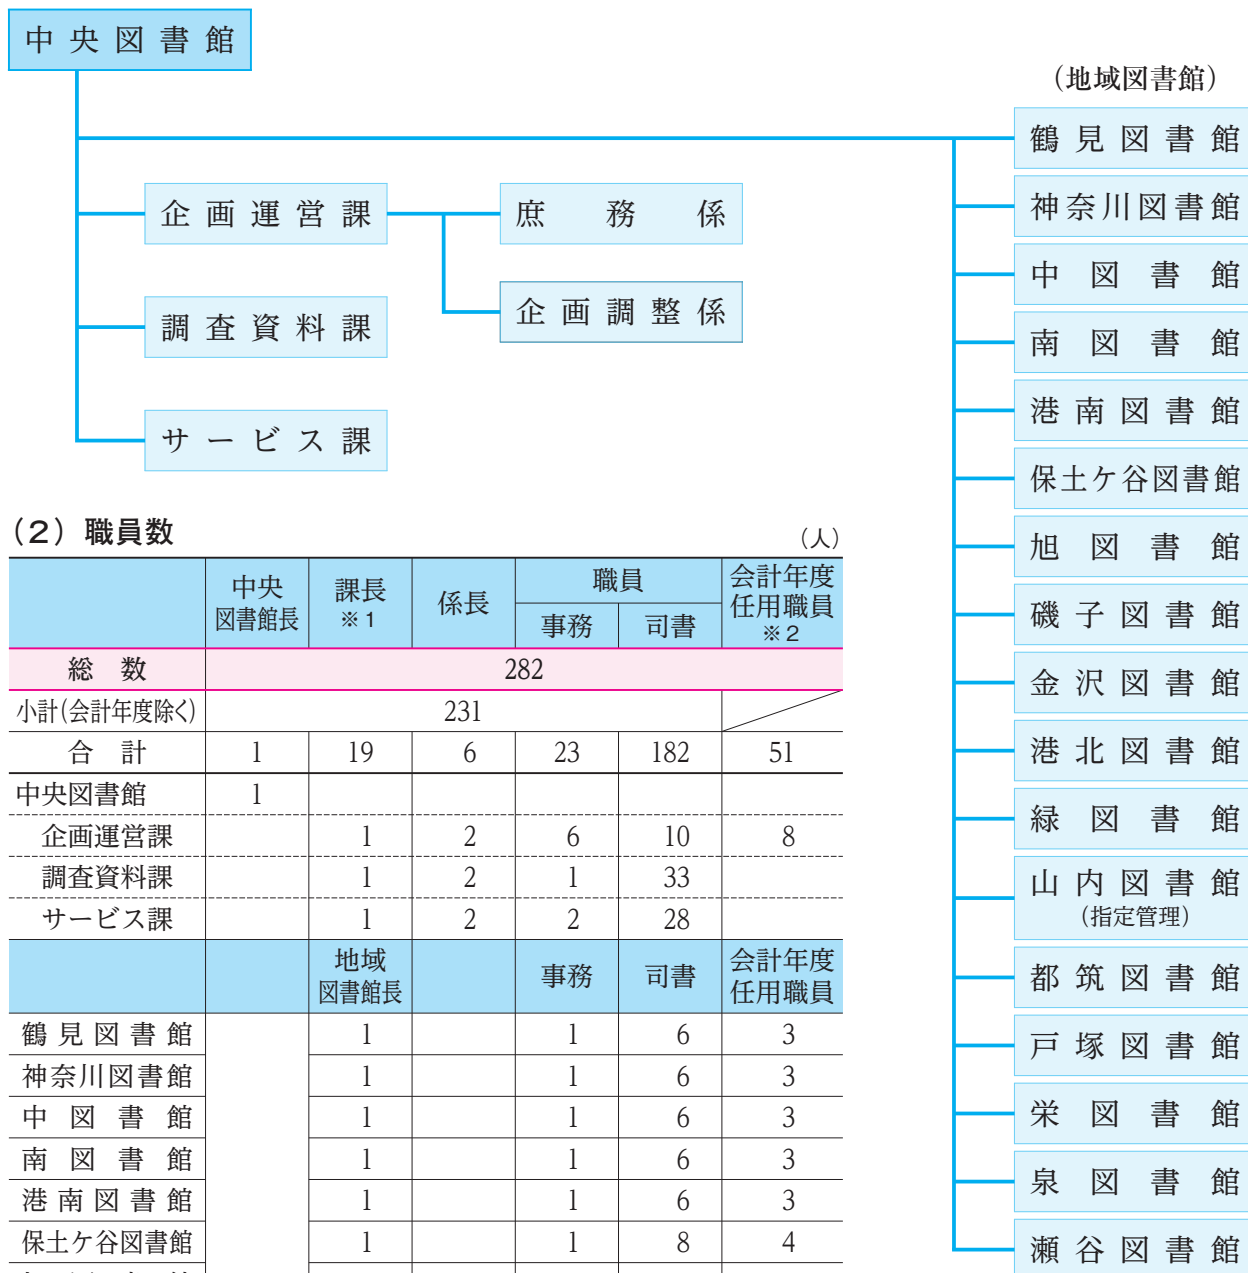 中央図書館
企画運営課
庶務係
企画調整係
調査資料課
サービス課
（地域図書館）
鶴見図書館
神奈川図書館
中図書館
南図書館
港南図書館
保土ケ谷図書館
旭図書館
磯子図書館
金沢図書館
港北図書館
緑図書館
山内図書館
（指定管理）
都筑図書館
戸塚図書館
栄図書館
泉図書館
瀬谷図書館
（２）職員数 （人）
中央図書館長 課長※１ 係長 職員 事務 司書 会計年度任用職員※２
総数 282
小計（会計年度除く） 231
合計 1 19 6 23 182 51
中央図書館 1
企画運営課 1 2 6 10 8
調査資料課 1 2 1 33
サービス課 1 2 2 28
地域図書館長 事務 司書 会計年度任用職員
鶴見図書館 1 1 6 3
神奈川図書館 1 1 6 3
中図書館 1 1 6 3
南図書館 1 1 6 3
港南図書館 1 1 6 3
保土ケ谷図書館 1 1 8 4